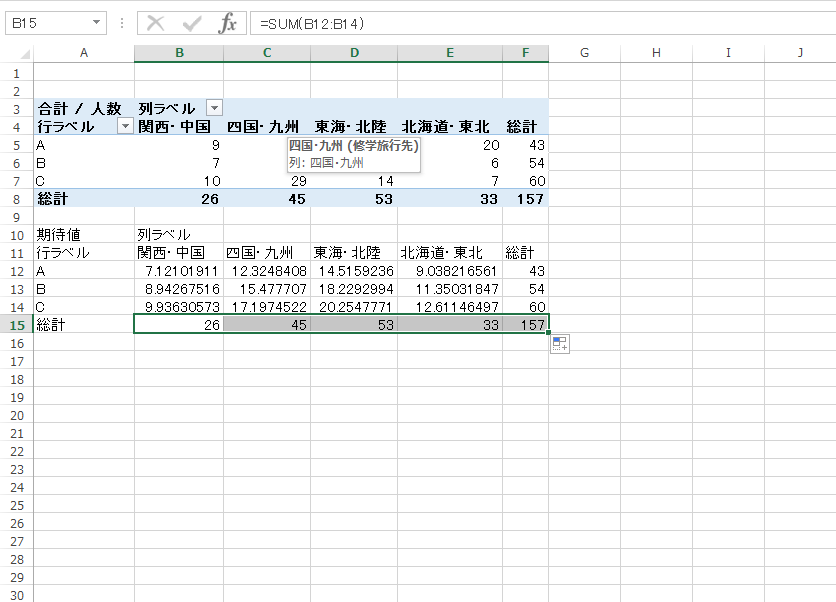 B15 =SUM(B12:B14)
A B C D E F G H I J
1
2
3 合計 / 人数 列ラベル
4 行ラベル 関西・中国 四国・九州 東海・北陸 北海道・東北 総計
5 A 9 四国・九州 (修学旅行先) 20 43
6 B 7 列: 四国・九州 6 54
7 C 10 29 14 7 60
8 総計 26 45 53 33 157
9
10 期待値 列ラベル
11 行ラベル 関西・中国 四国・九州 東海・北陸 北海道・東北 総計
12 A 7.12101911 12.3248408 14.5159236 9.038216561 43
13 B 8.94267516 15.477707 18.2292994 11.35031847 54
14 C 9.93630573 17.1974522 20.2547771 12.61146497 60
15 総計 26 45 53 33 157
16
17
18
19
20
21
22
23
24
25
26
27
28
29
30